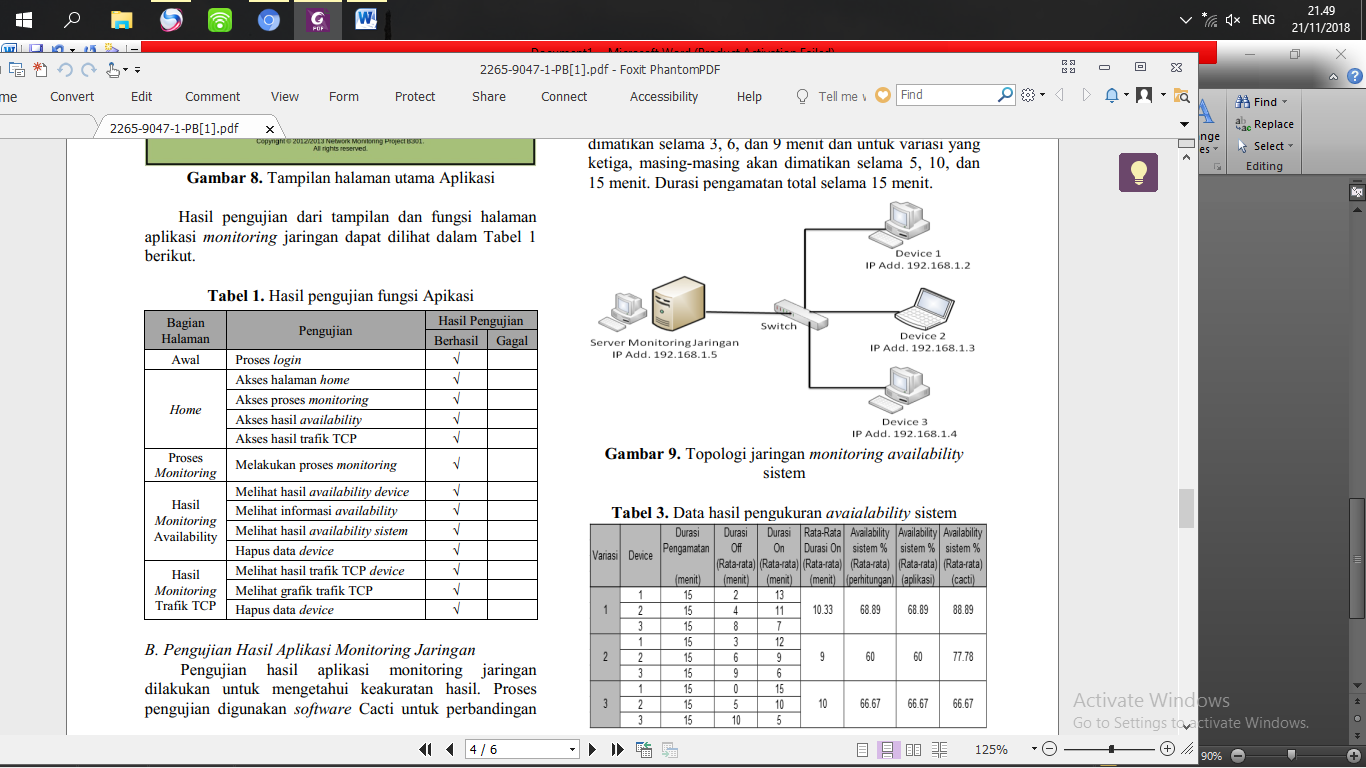 21.49
ENG
21/11/2018
2265-9047-1-PB[1].pdf - Foxit PhantomPDF
me Convert Edit Comment View Form Protect Share Connect Accessibility Help Tell me Find
2265-9047-1-PB[1].pdf x
Find
Replace
Select
Editing
Copyright © 2012/2013 Network Monitoring Project B301.
All rights reserved.
Gambar 8. Tampilan halaman utama Aplikasi
Hasil pengujian dari tampilan dan fungsi halaman
aplikasi monitoring jaringan dapat dilihat dalam Tabel 1
berikut.
Tabel 1. Hasil pengujian fungsi Apikasi
Bagian Halaman Pengujian Hasil Pengujian
Berhasil Gagal
Awal Proses login √
Home Akses halaman home √
Akses proses monitoring √
Akses hasil availability √
Akses hasil trafik TCP √
Proses Monitoring Melakukan proses monitoring √
Hasil Monitoring Availability Melihat hasil availability device √
Melihat informasi availability √
Melihat hasil availability sistem √
Hapus data device √
Hasil Monitoring Trafik TCP Melihat hasil trafik TCP device √
Melihat grafik trafik TCP √
Hapus data device √
B. Pengujian Hasil Aplikasi Monitoring Jaringan
Pengujian hasil aplikasi monitoring jaringan
dilakukan untuk mengetahui keakuratan hasil. Proses
pengujian digunakan software Cacti untuk perbandingan
dimatikan selama 3, 6, dan 9 menit dan untuk variasi yang
ketiga, masing-masing akan dimatikan selama 5, 10, dan
15 menit. Durasi pengamatan total selama 15 menit.
Device 1
IP Add. 192.168.1.2
Switch
Server Monitoring Jaringan
IP Add. 192.168.1.5
Device 2
IP Add. 192.168.1.3
Device 3
IP Add. 192.168.1.4
Gambar 9. Topologi jaringan monitoring availability
sistem
Tabel 3. Data hasil pengukuran avaialability sistem
Variasi Device Durasi Pengamatan (menit) Durasi Off (Rata-rata) (menit) Durasi On (Rata-rata) (menit) Rata-Rata Durasi On (Rata-rata) (menit) Availability sistem % (Rata-rata) (perhitungan) Availability sistem % (Rata-rata) (aplikasi) Availability sistem % (Rata-rata) (cacti)
1 1 15 2 13 10.33 68.89 68.89 88.89
2 15 4 11
3 15 8 7
2 1 15 3 12 9 60 60 77.78
2 15 6 9
3 15 9 6
3 1 15 0 15 10 66.67 66.67 66.67
2 15 5 10
3 15 10 5
Activate Windows
Go to Settings to activate Windows.
4 / 6
125%
90%